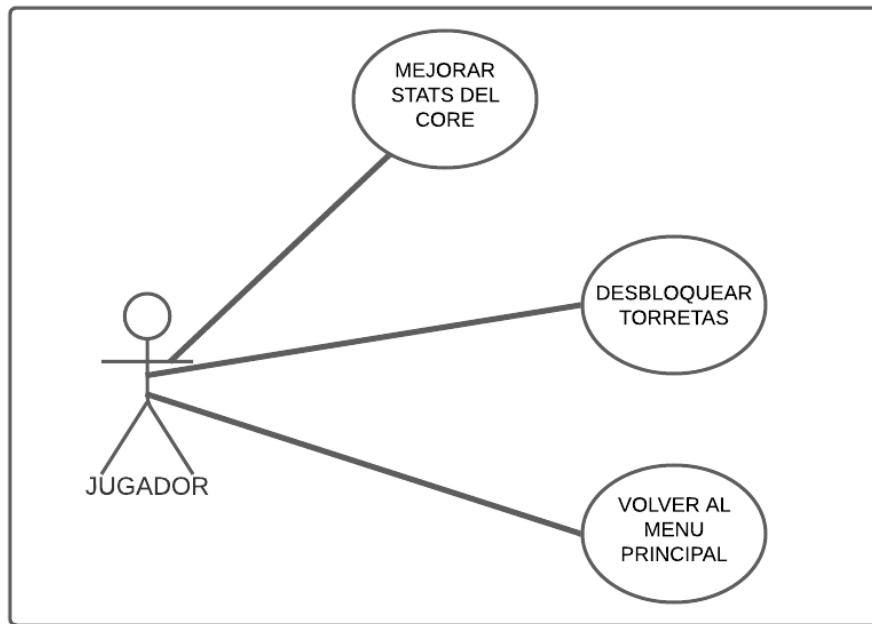 MEJORAR
STATS DEL
CORE
DESBLOQUEAR
TORRETAS
JUGADOR
VOLVER AL
MENU
PRINCIPAL